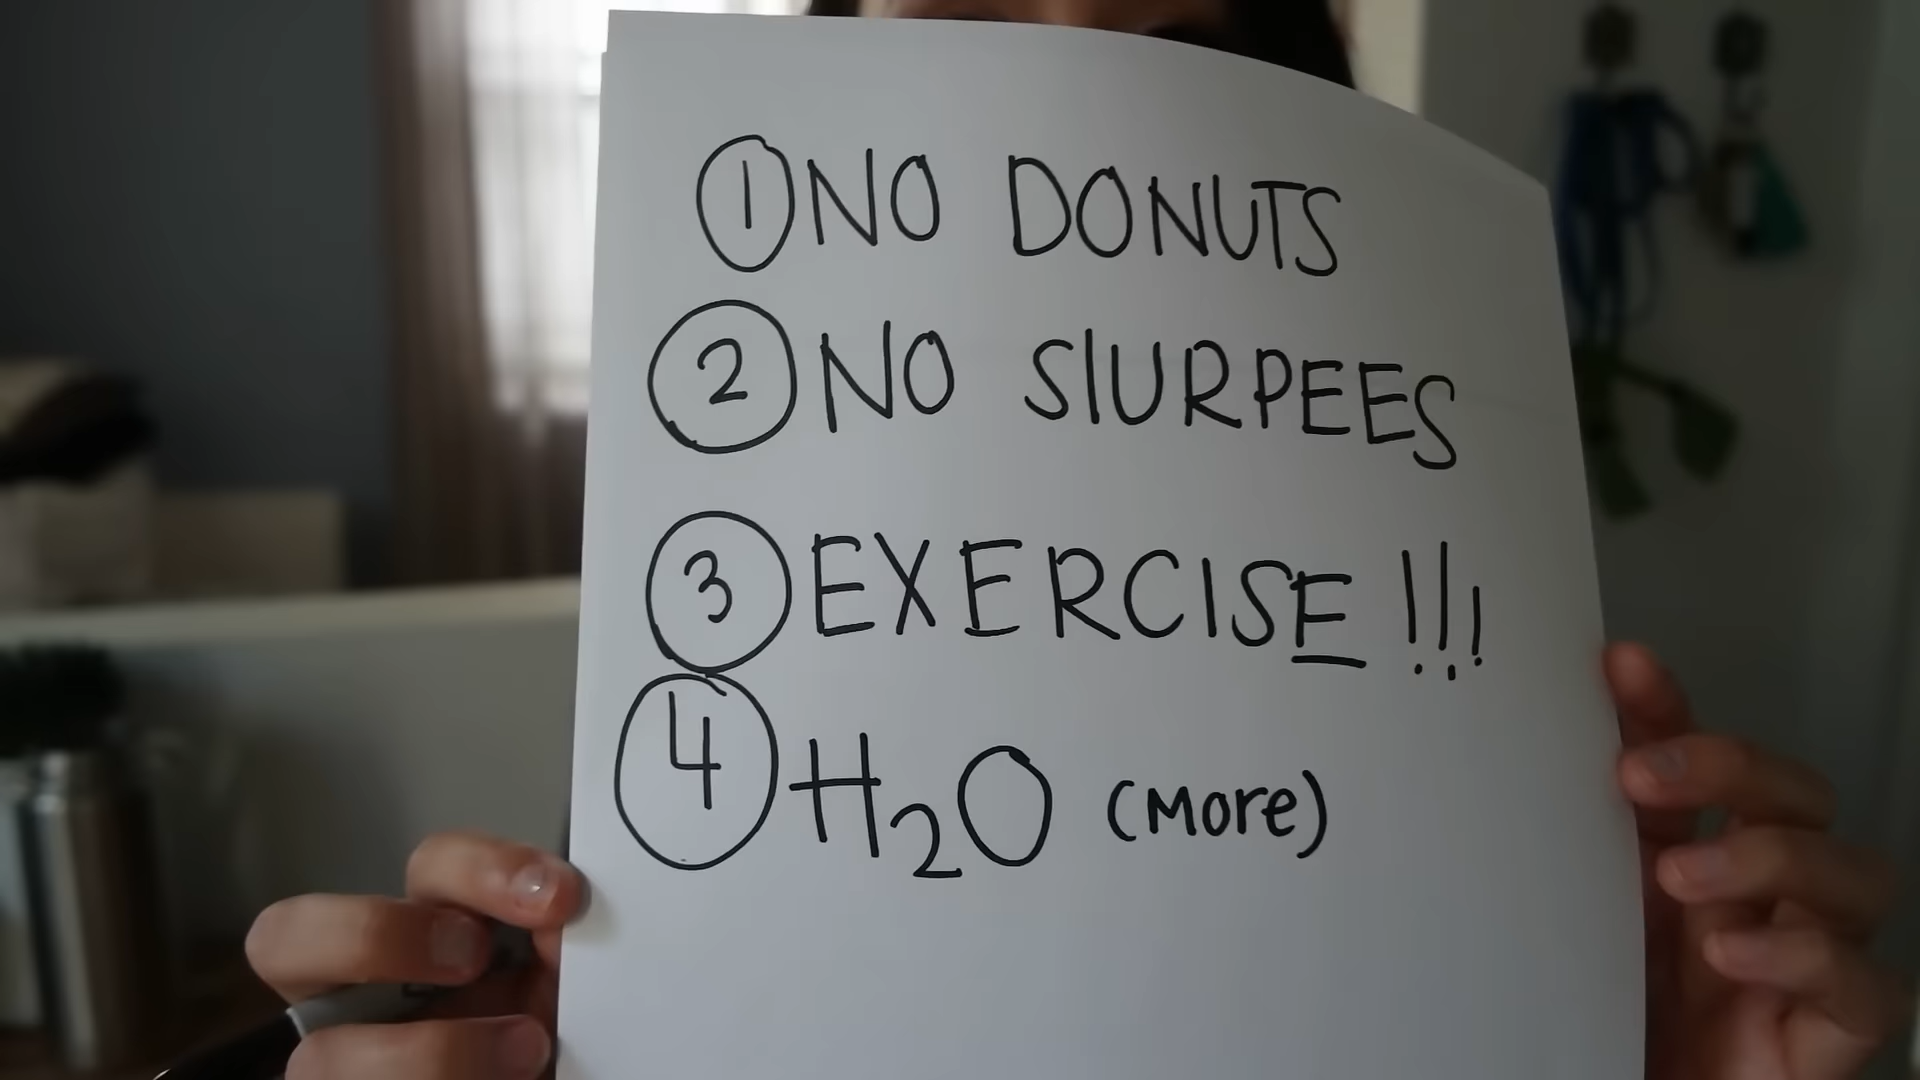 1 NO DONUTS
2 NO SlURPEES
3 EXERCISE !!!
4 H₂O (More)